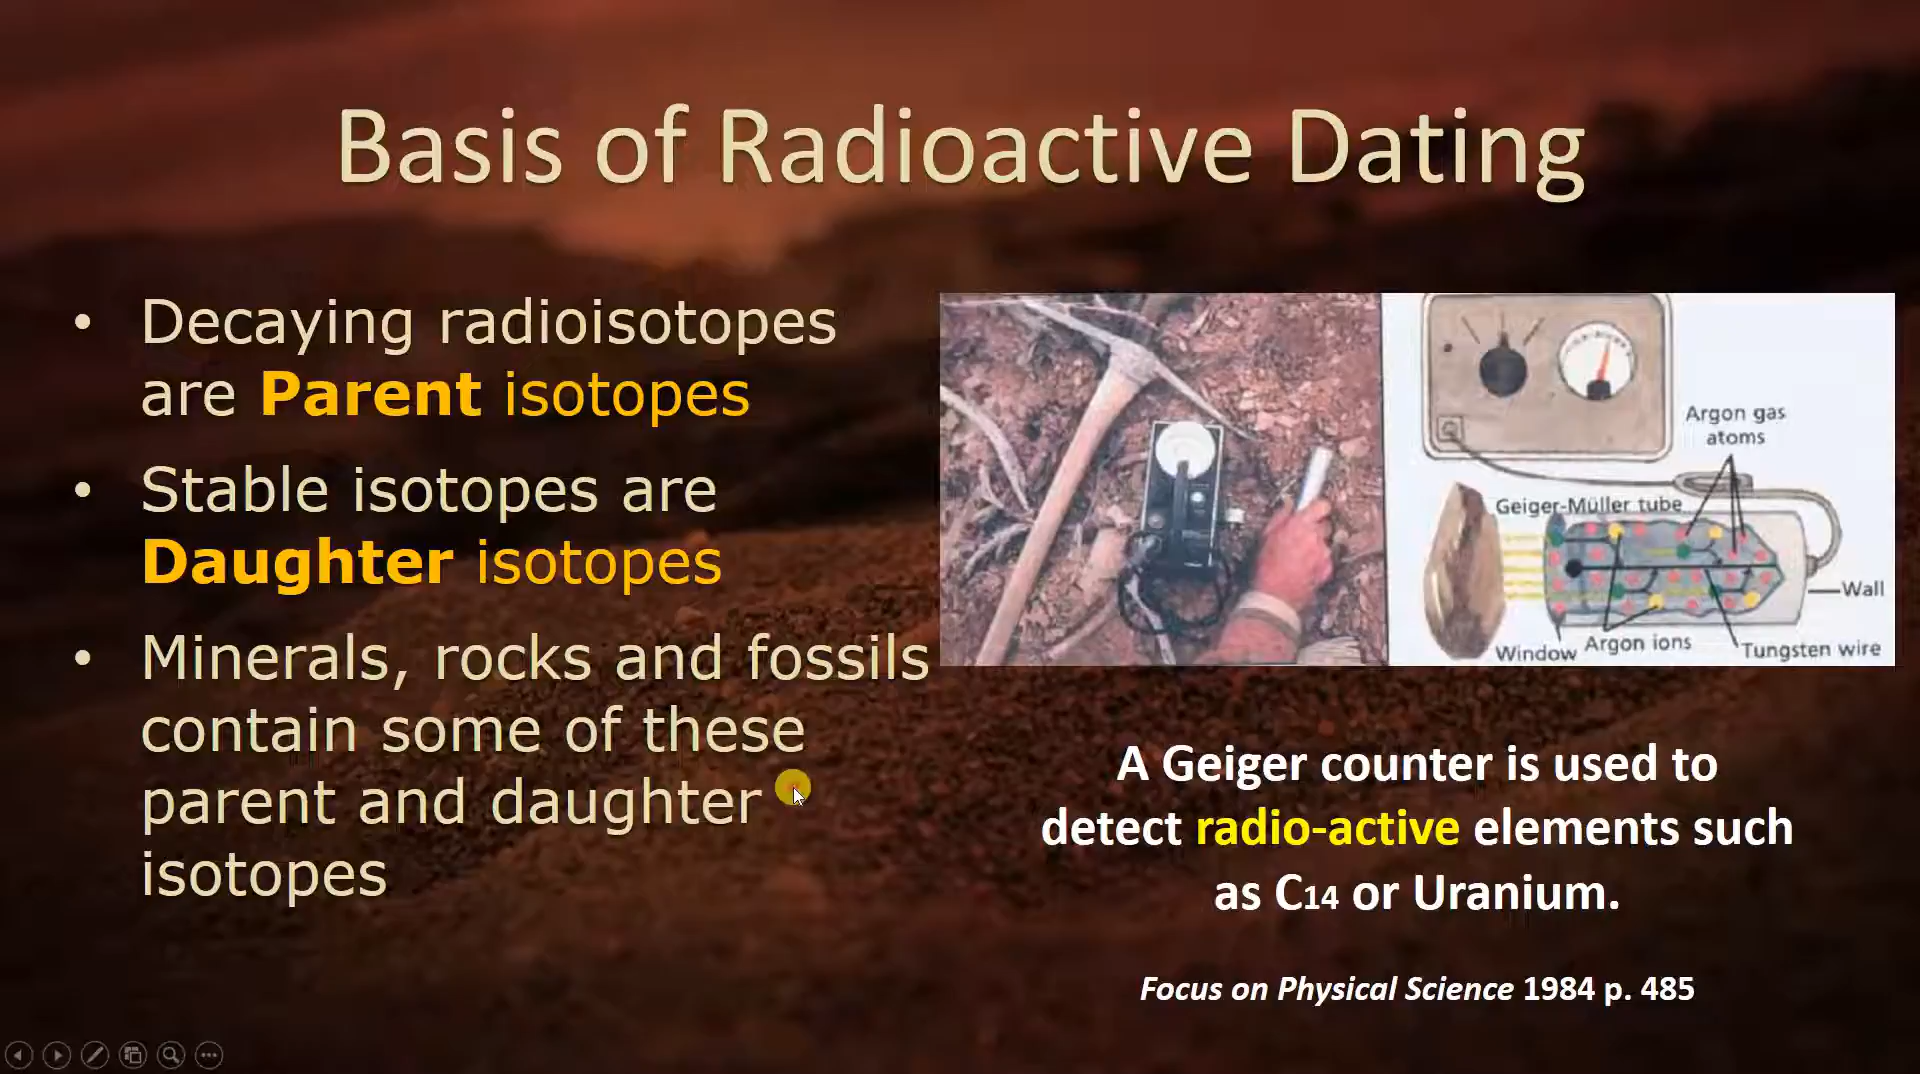 Basis of Radioactive Dating
• Decaying radioisotopes
are Parent isotopes
• Stable isotopes are
Daughter isotopes
• Minerals, rocks and fossils
contain some of these
parent and daughter
isotopes
Argon gas
atoms
Geiger-Müller tube
Wall
Window
Argon ions
Tungsten wire
A Geiger counter is used to
detect radio-active elements such
as C14 or Uranium.
Focus on Physical Science 1984 p. 485